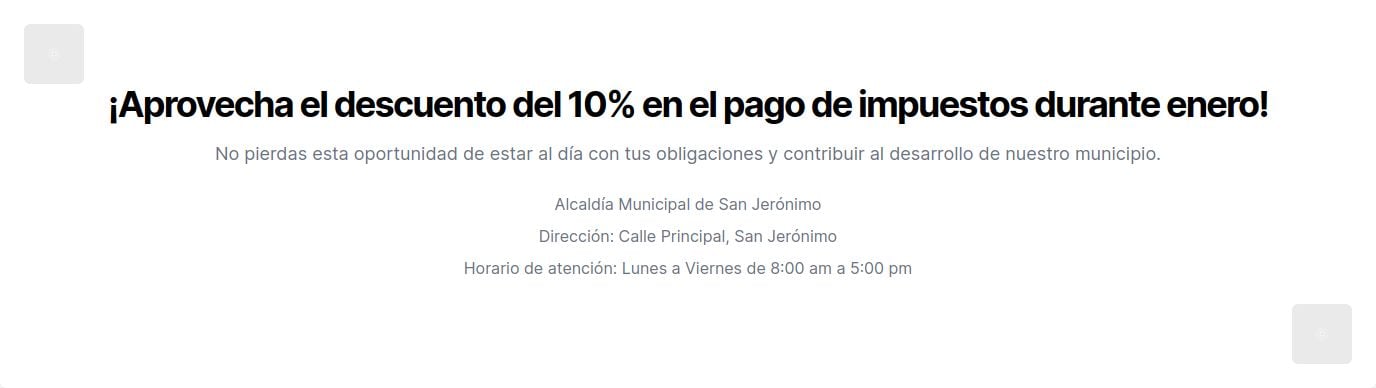 ¡Aprovecha el descuento del 10% en el pago de impuestos durante enero!
No pierdas esta oportunidad de estar al día con tus obligaciones y contribuir al desarrollo de nuestro municipio.
Alcaldía Municipal de San Jerónimo
Dirección: Calle Principal, San Jerónimo
Horario de atención: Lunes a Viernes de 8:00 am a 5:00 pm